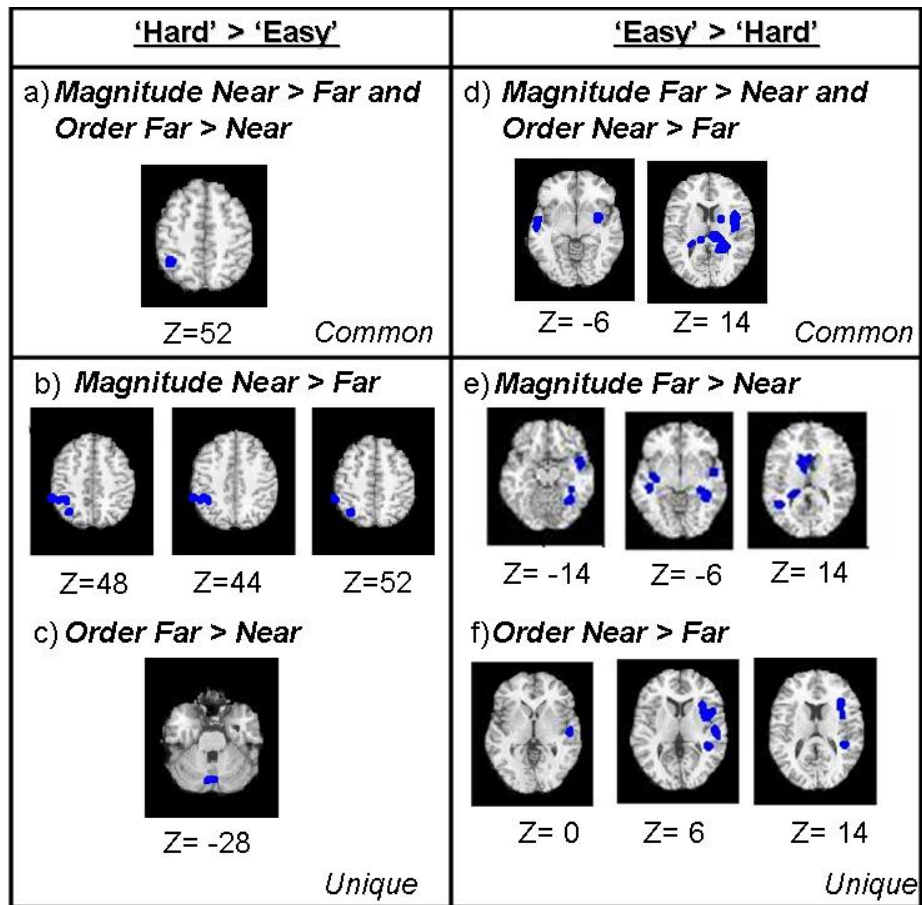 'Hard' > 'Easy'
'Easy' > 'Hard'
a) Magnitude Near > Far and
Order Far > Near
Z=52
Common
d) Magnitude Far > Near and
Order Near > Far
Z= -6 Z= 14
Common
b) Magnitude Near > Far
Z=48 Z=44 Z=52
c) Order Far > Near
Z= -28
Unique
e) Magnitude Far > Near
Z= -14 Z= -6 Z= 14
f) Order Near > Far
Z= 0 Z= 6 Z= 14
Unique